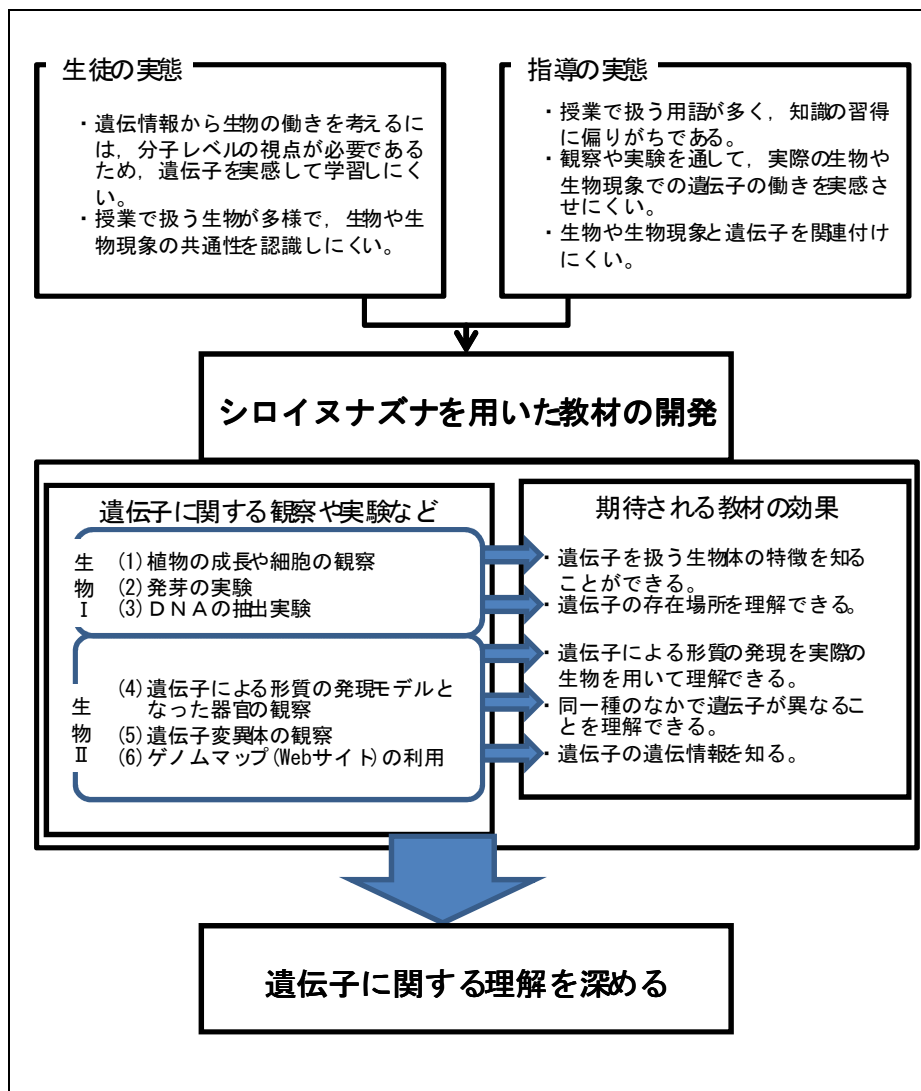 生徒の実態
・遺伝情報から生物の働きを考えるに
は，分子レベルの視点が必要である
ため，遺伝子を実感して学習しにく
い。
・授業で扱う生物が多様で，生物や生
物現象の共通性を認識しにくい。
指導の実態
・授業で扱う用語が多く，知識の習得
に偏りがちである。
・観察や実験を通して，実際の生物や
生物現象での遺伝子の働きを実感さ
せにくい。
・生物や生物現象と遺伝子を関連付け
にくい。
シロイヌナズナを用いた教材の開発
遺伝子に関する観察や実験など
生物Ⅰ
(1)植物の成長や細胞の観察
(2)発芽の実験
(3)ＤＮＡの抽出実験
生物Ⅱ
(4)遺伝子による形質の発現モデルと
なった器官の観察
(5)遺伝子変異体の観察
(6)ゲノムマップ(Webサイト)の利用
期待される教材の効果
・遺伝子を扱う生物体の特徴を知る
ことができる。
・遺伝子の存在場所を理解できる。
・遺伝子による形質の発現を実際の
生物を用いて理解できる。
・同一種のなかで遺伝子が異なるこ
とを理解できる。
・遺伝子の遺伝情報を知る。
遺伝子に関する理解を深める